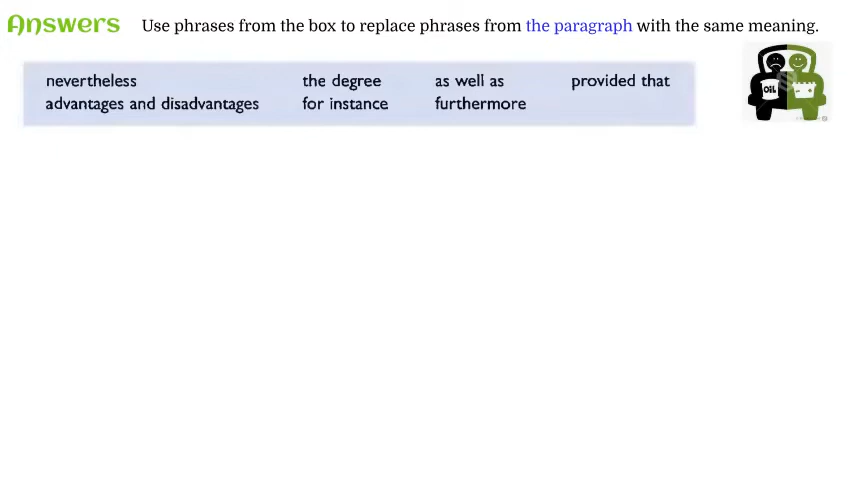 Answers Use phrases from the box to replace phrases from the paragraph with the same meaning.
nevertheless the degree as well as provided that
advantages and disadvantages for instance furthermore
OIL